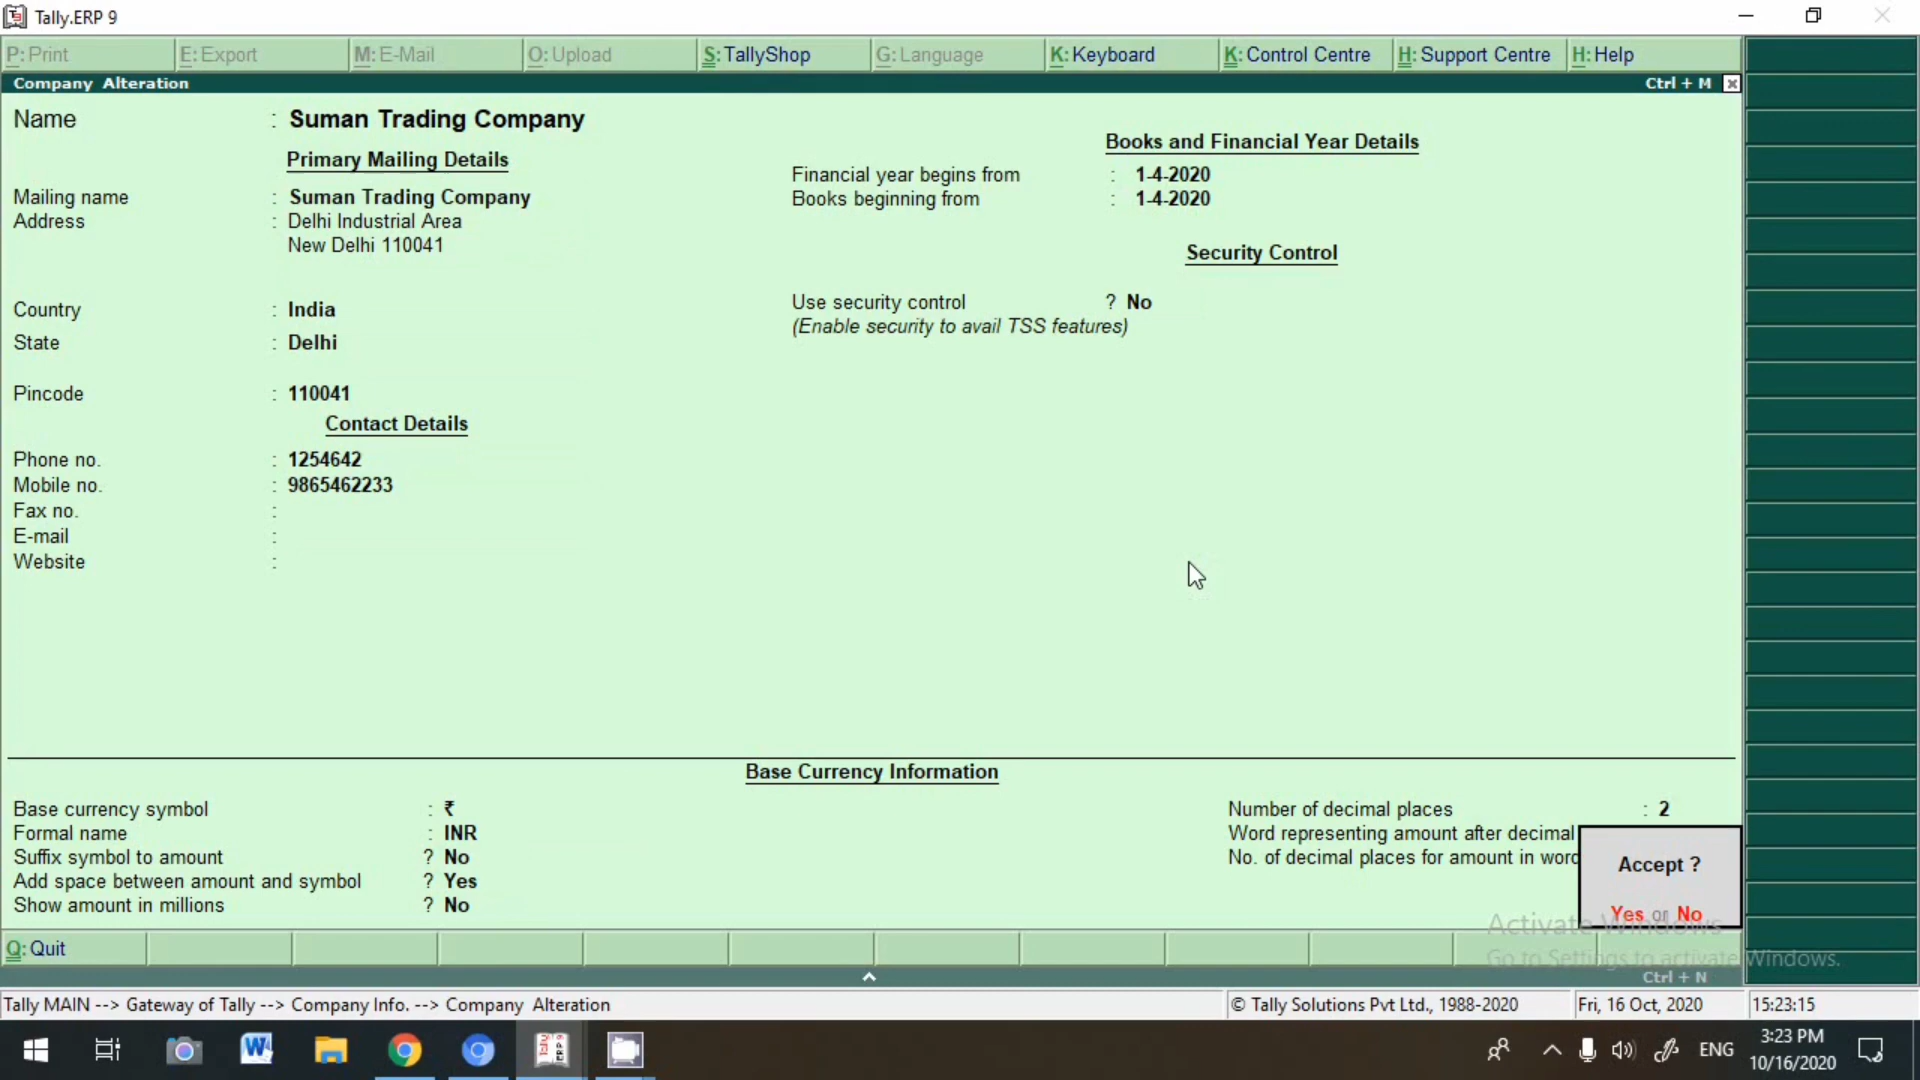 Tally.ERP 9
P: Print E: Export M: E-Mail O: Upload S: TallyShop G: Language K: Keyboard K: Control Centre H: Support Centre H: Help
Company Alteration Ctrl + M
Name : Suman Trading Company
Primary Mailing Details
Mailing name : Suman Trading Company
Address : Delhi Industrial Area
New Delhi 110041
Country : India
State : Delhi
Pincode : 110041
Contact Details
Phone no. : 1254642
Mobile no. : 9865462233
Fax no. :
E-mail :
Website :
Books and Financial Year Details
Financial year begins from : 1-4-2020
Books beginning from : 1-4-2020
Security Control
Use security control ? No
(Enable security to avail TSS features)
Base Currency Information
Base currency symbol : ₹
Formal name : INR
Suffix symbol to amount ? No
Add space between amount and symbol ? Yes
Show amount in millions ? No
Number of decimal places : 2
Word representing amount after decimal
No. of decimal places for amount in word
Accept ?
Yes or No
Activate Windows
Go to Settings to activate Windows.
Q: Quit
Ctrl + N
Tally MAIN --> Gateway of Tally --> Company Info. --> Company Alteration © Tally Solutions Pvt Ltd., 1988-2020 Fri, 16 Oct, 2020 15:23:15
ENG 3:23 PM
10/16/2020